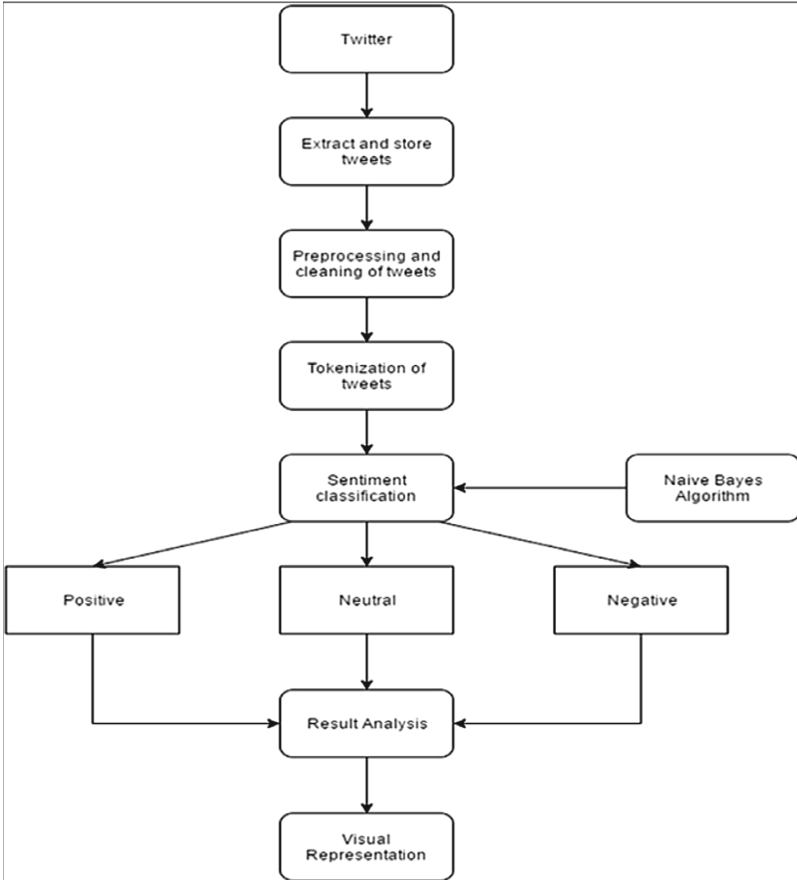 Twitter
Extract and store
tweets
Preprocessing and
cleaning of tweets
Tokenization of
tweets
Sentiment
classification
Naive Bayes
Algorithm
Positive
Neutral
Negative
Result Analysis
Visual
Representation